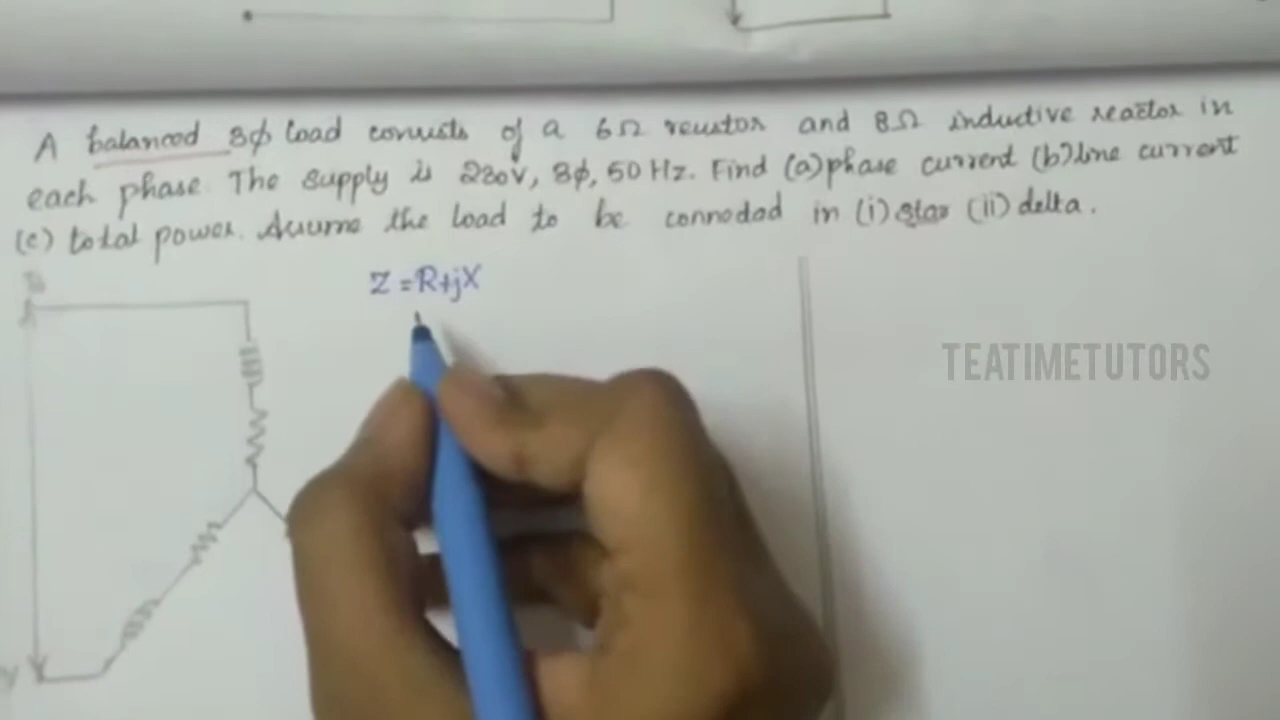 A balanced 3ϕ load consists of a 6Ω resistor and 8Ω inductive reactor in
each phase. The supply is 230V, 3ϕ, 50 Hz. Find (a) phase current (b) line current
(c) total power. Assume the load to be connected in (i) star (ii) delta.
Z = R+jX
TEATIMETUTORS